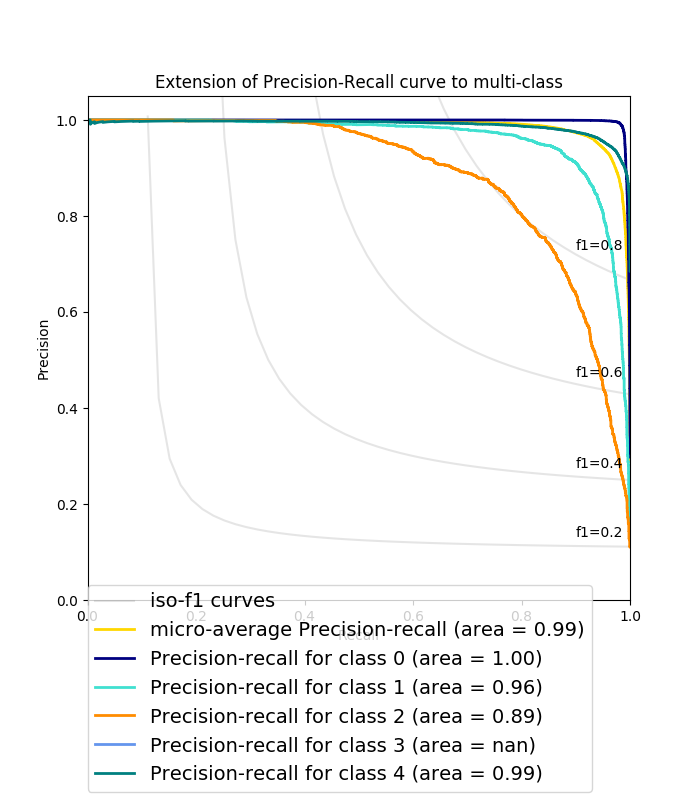 Extension of Precision-Recall curve to multi-class
1.0
0.8
0.6
0.4
0.2
0.0
Precision
f1=0.8
f1=0.6
f1=0.4
f1=0.2
0.0 0.2 0.4 0.6 0.8 1.0
Recall
iso-f1 curves
micro-average Precision-recall (area = 0.99)
Precision-recall for class 0 (area = 1.00)
Precision-recall for class 1 (area = 0.96)
Precision-recall for class 2 (area = 0.89)
Precision-recall for class 3 (area = nan)
Precision-recall for class 4 (area = 0.99)